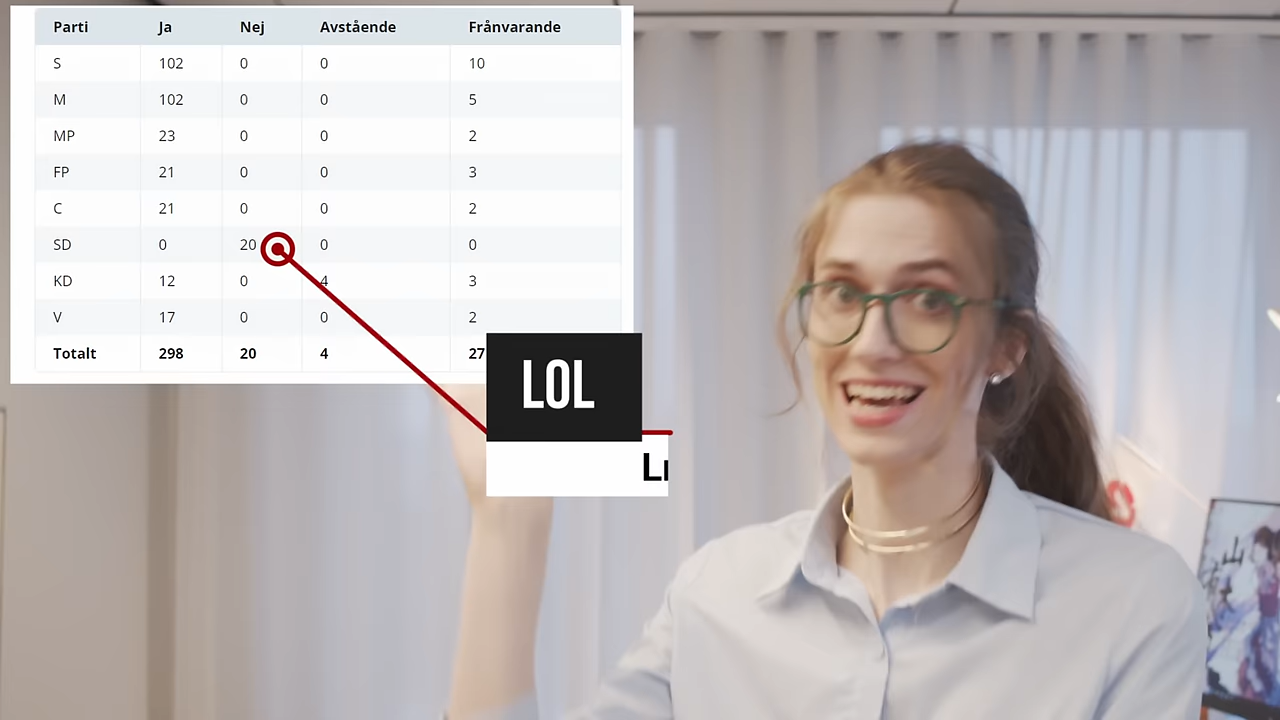 Parti Ja Nej Avstående Frånvarande
S 102 0 0 10
M 102 0 0 5
MP 23 0 0 2
FP 21 0 0 3
C 21 0 0 2
SD 0 20 0 0
KD 12 0 4 3
V 17 0 0 2
Totalt 298 20 4 27
LOL